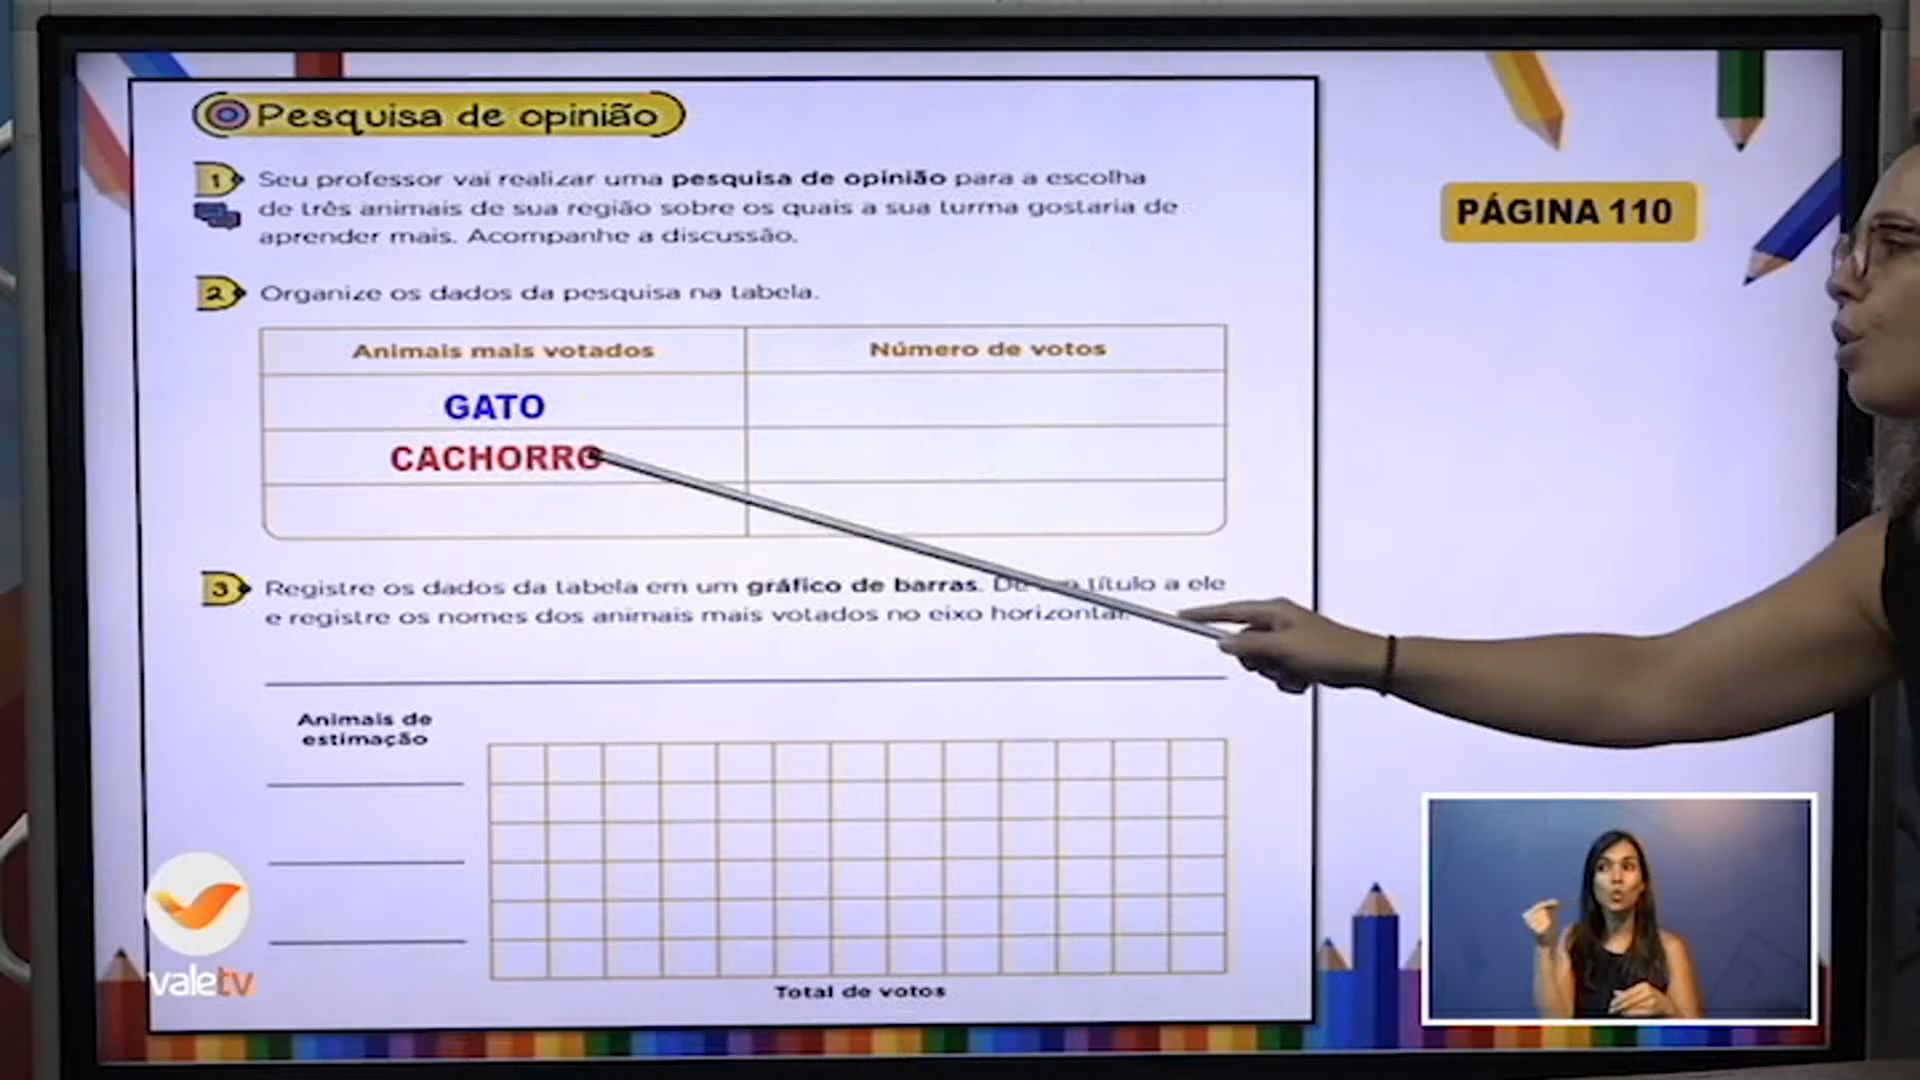 Pesquisa de opinião
PÁGINA 110
1 Seu professor vai realizar uma pesquisa de opinião para a escolha
de três animais de sua região sobre os quais a sua turma gostaria de
aprender mais. Acompanhe a discussão.
2 Organize os dados da pesquisa na tabela.
Animais mais votados Número de votos
GATO
CACHORRO
3 Registre os dados da tabela em um gráfico de barras. título a ele
e registre os nomes dos animais mais votados no eixo horizontal.
Animais de
estimação
Total de votos
valetv